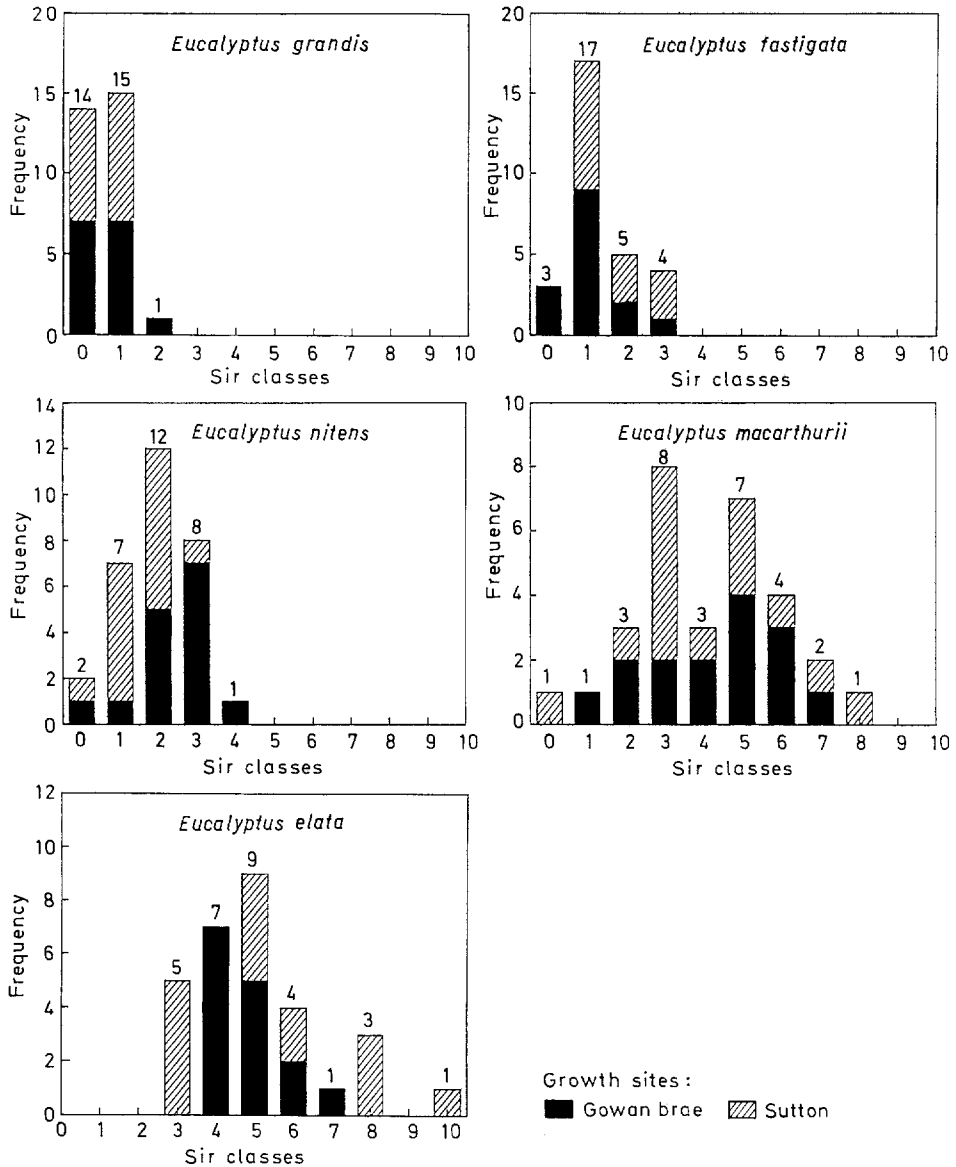 Eucalyptus grandis
Frequency
20
15
10
5
0
14
15
1
0 1 2 3 4 5 6 7 8 9 10
Sir classes
Eucalyptus fastigata
Frequency
20
15
10
5
0
3
17
5
4
0 1 2 3 4 5 6 7 8 9 10
Sir classes
Eucalyptus nitens
Frequency
14
12
10
8
6
4
2
0
2
7
12
8
1
0 1 2 3 4 5 6 7 8 9 10
Sir classes
Eucalyptus macarthurii
Frequency
10
8
6
4
2
0
1
1
3
8
3
7
4
2
1
0 1 2 3 4 5 6 7 8 10
Sir classes
Eucalyptus elata
Frequency
12
10
8
6
4
2
0
5
7
9
4
1
3
1
0 1 2 3 4 5 6 7 8 9 10
Sir classes
Growth sites :
Gowan brae Sutton